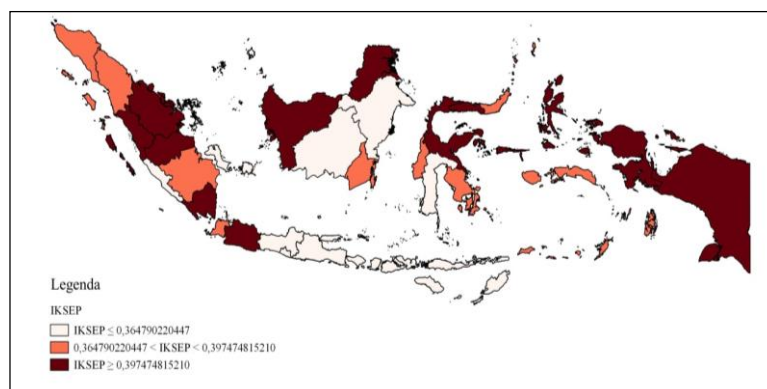 Legenda
IKSEP
IKSEP ≤ 0,364790220447
0,364790220447 < IKSEP < 0,397474815210
IKSEP ≥ 0,397474815210